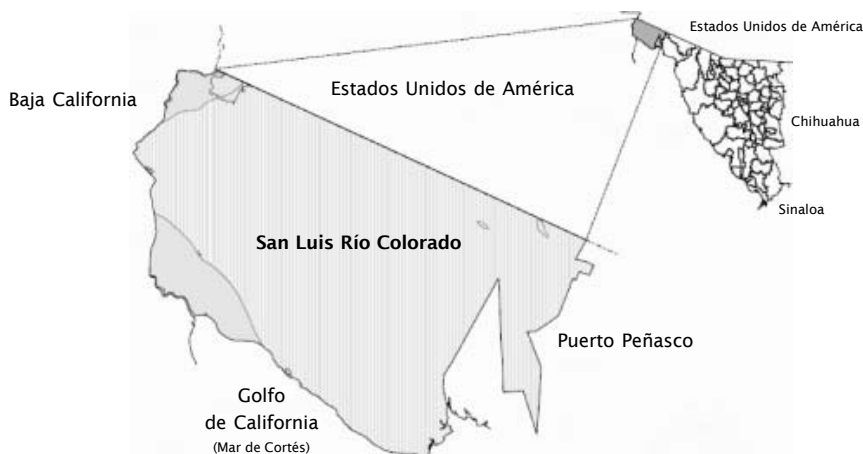 Estados Unidos de América
Baja California
Estados Unidos de América
Chihuahua
Sinaloa
San Luis Río Colorado
Puerto Peñasco
Golfo
de California
(Mar de Cortés)